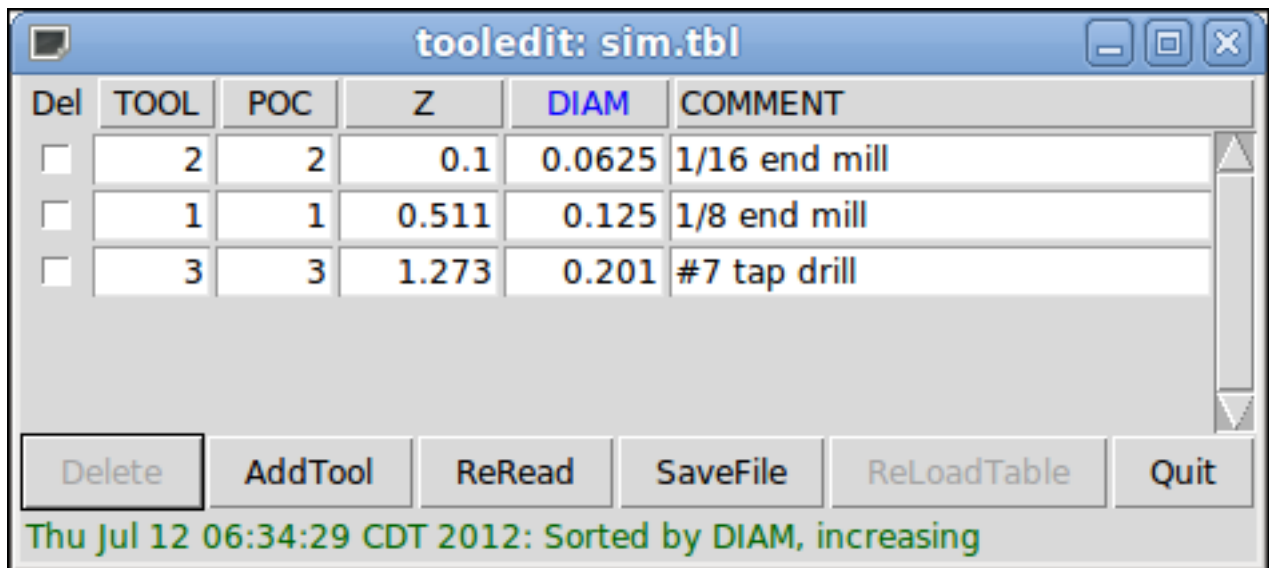 tooledit: sim.tbl
Del TOOL POC Z DIAM COMMENT
2 2 0.1 0.0625 1/16 end mill
1 1 0.511 0.125 1/8 end mill
3 3 1.273 0.201 #7 tap drill
Delete AddTool ReRead SaveFile ReLoadTable Quit
Thu Jul 12 06:34:29 CDT 2012: Sorted by DIAM, increasing